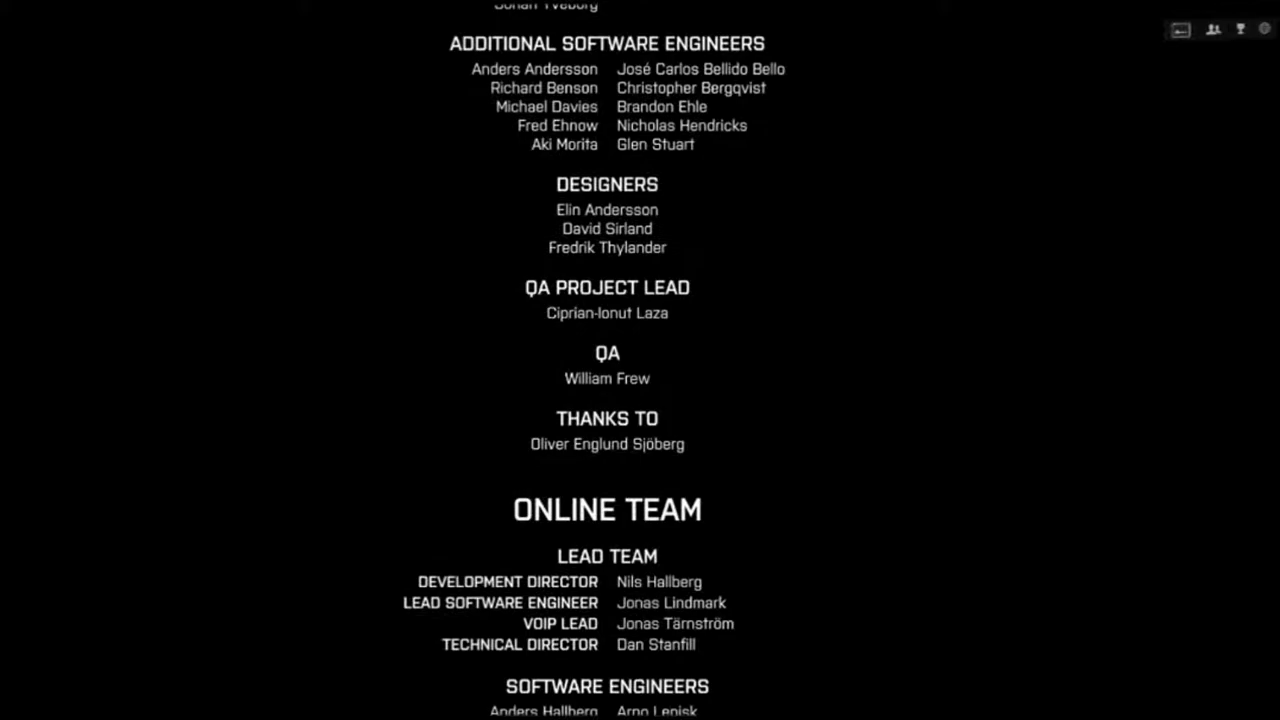 ADDITIONAL SOFTWARE ENGINEERS
Anders Andersson José Carlos Bellido Bello
Richard Benson Christopher Bergqvist
Michael Davies Brandon Ehle
Fred Ehnow Nicholas Hendricks
Aki Morita Glen Stuart
DESIGNERS
Elin Andersson
David Sirland
Fredrik Thylander
QA PROJECT LEAD
Ciprian-Ionut Laza
QA
William Frew
THANKS TO
Oliver Englund Sjöberg
ONLINE TEAM
LEAD TEAM
DEVELOPMENT DIRECTOR Nils Hallberg
LEAD SOFTWARE ENGINEER Jonas Lindmark
VOIP LEAD Jonas Tärnström
TECHNICAL DIRECTOR Dan Stanfill
SOFTWARE ENGINEERS
Anders Hallberg Arno